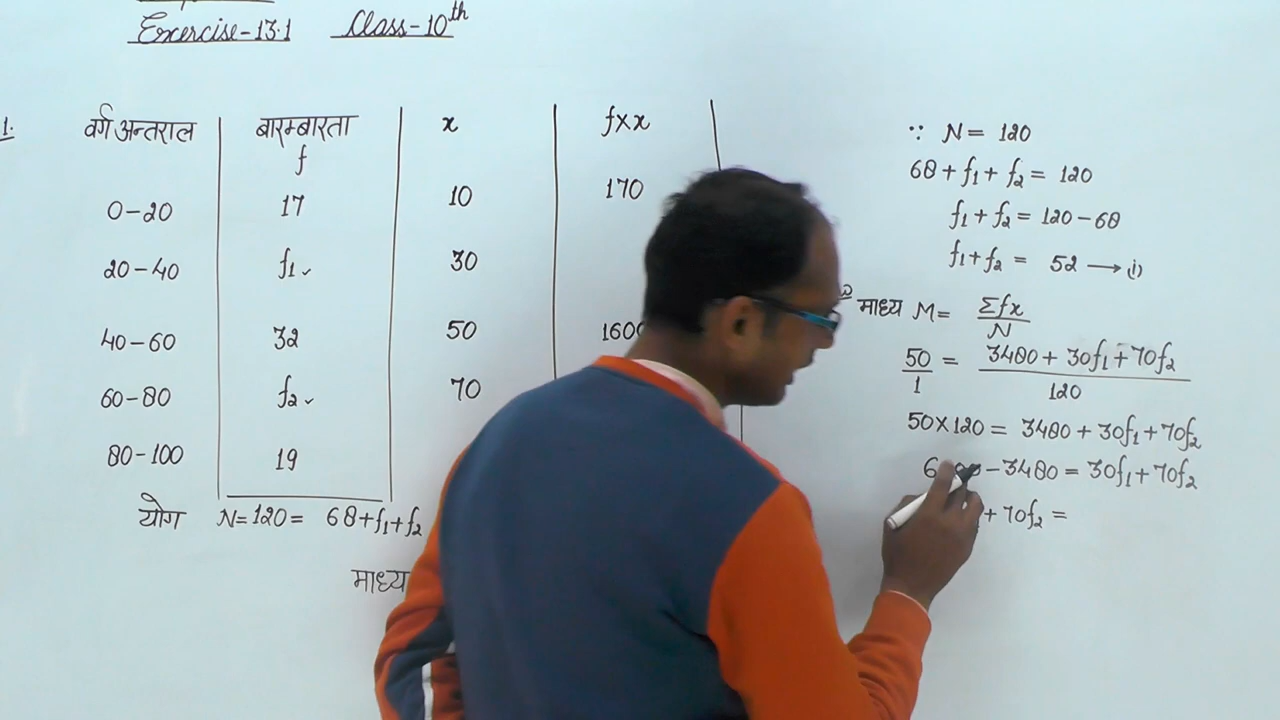 Exercise-13.1 Class-10th
1.
वर्ग अन्तराल बारम्बारता f x f×x
0-20 17 10 170
20-40 f₁✓ 30
40-60 32 50 1600
60-80 f₂✓ 70
80-100 19
योग N=120= 68+f₁+f₂
माध्य
∵ N= 120
68+f₁+f₂= 120
f₁+f₂= 120-68
f₁+f₂= 52 ⟶(i)
माध्य M= Σfx/N
50/1 = 3480+30f₁+70f₂/120
50×120= 3480+30f₁+70f₂
-3480=30f₁+70f₂
+70f₂=